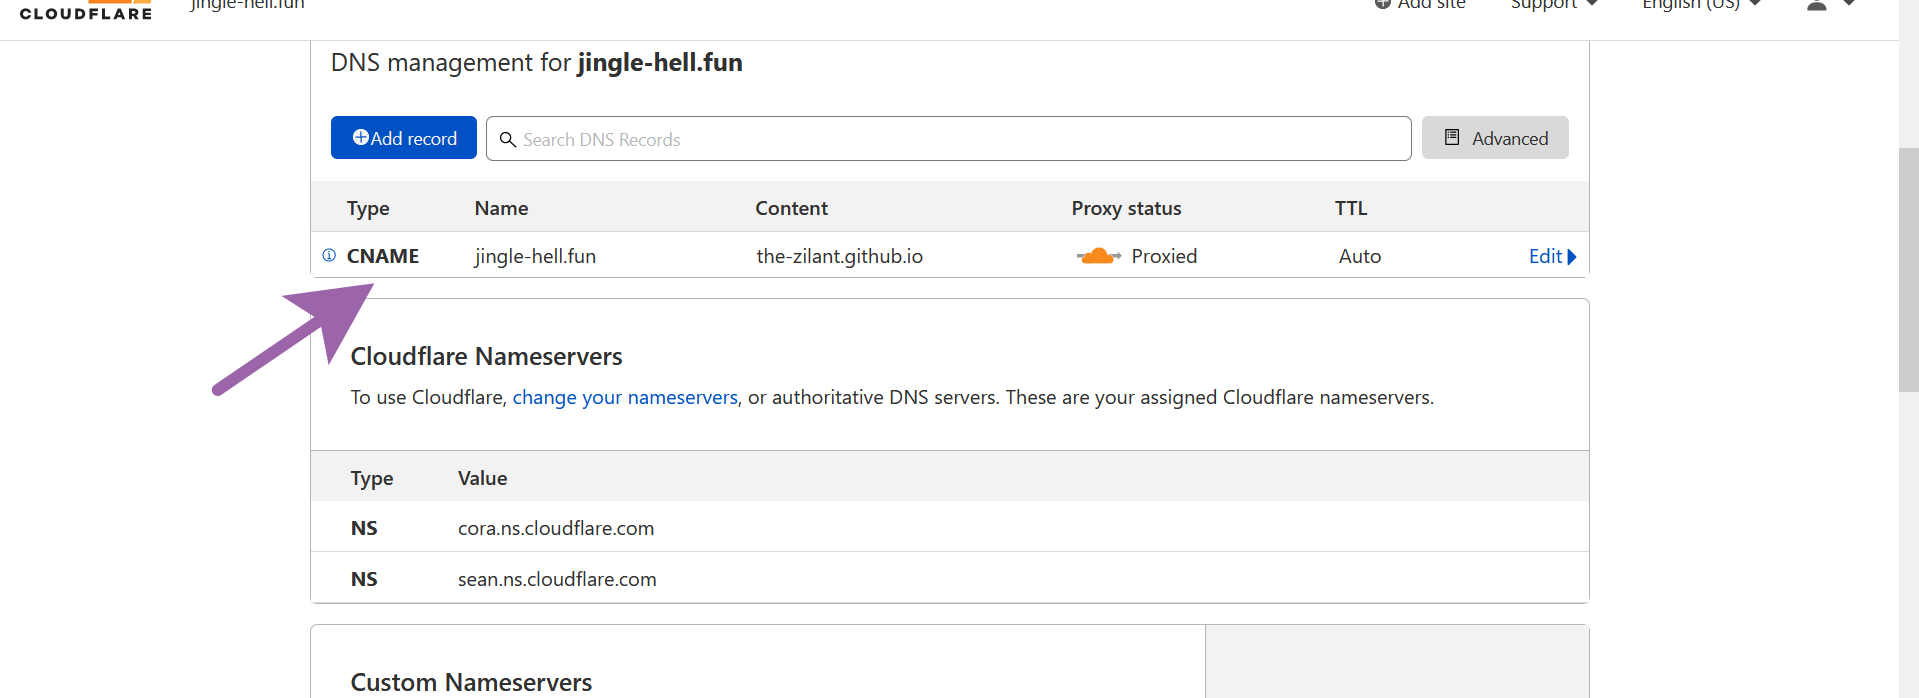 CLOUDFLARE
jingle-hell.fun
Add site
Support
English (US)
DNS management for jingle-hell.fun
Add record
Search DNS Records
Advanced
Type Name Content Proxy status TTL
CNAME jingle-hell.fun the-zilant.github.io Proxied Auto Edit
Cloudflare Nameservers
To use Cloudflare, change your nameservers, or authoritative DNS servers. These are your assigned Cloudflare nameservers.
Type Value
NS cora.ns.cloudflare.com
NS sean.ns.cloudflare.com
Custom Nameservers